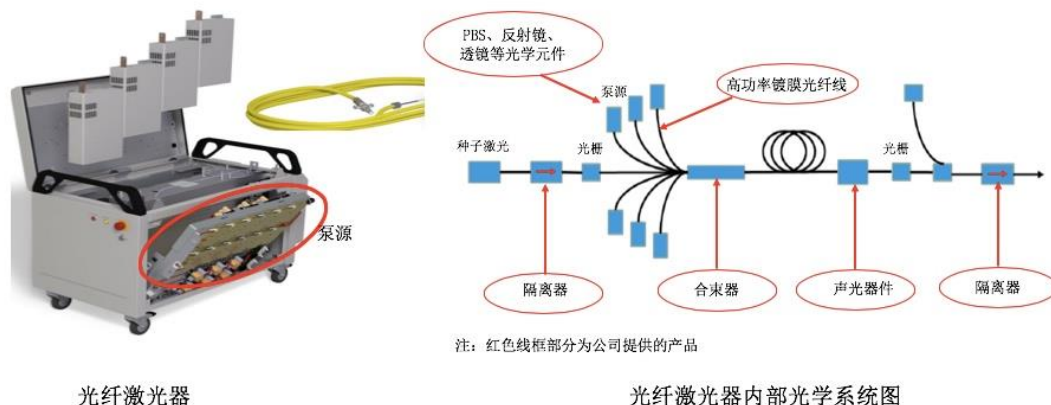 PBS、反射镜、
透镜等光学元件
泵源
高功率镀膜光纤线
种子激光
光栅
光栅
泵源
隔离器
合束器
声光器件
隔离器
注：红色线框部分为公司提供的产品
光纤激光器
光纤激光器内部光学系统图